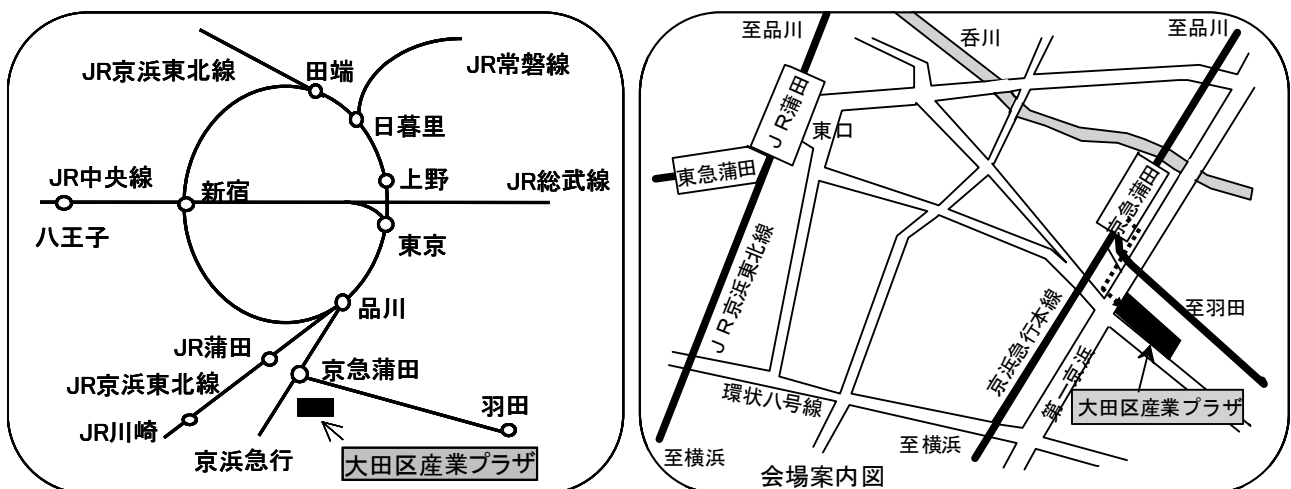 JR京浜東北線
田端
JR常磐線
日暮里
JR中央線
新宿
上野
JR総武線
八王子
東京
品川
JR蒲田
JR京浜東北線
京急蒲田
羽田
JR川崎
京浜急行
大田区産業プラザ
至品川
呑川
至品川
JR蒲田
東口
東急蒲田
京急蒲田
JR京浜東北線
至羽田
京浜急行本線
第一京浜
環状八号線
大田区産業プラザ
至横浜
至横浜
会場案内図